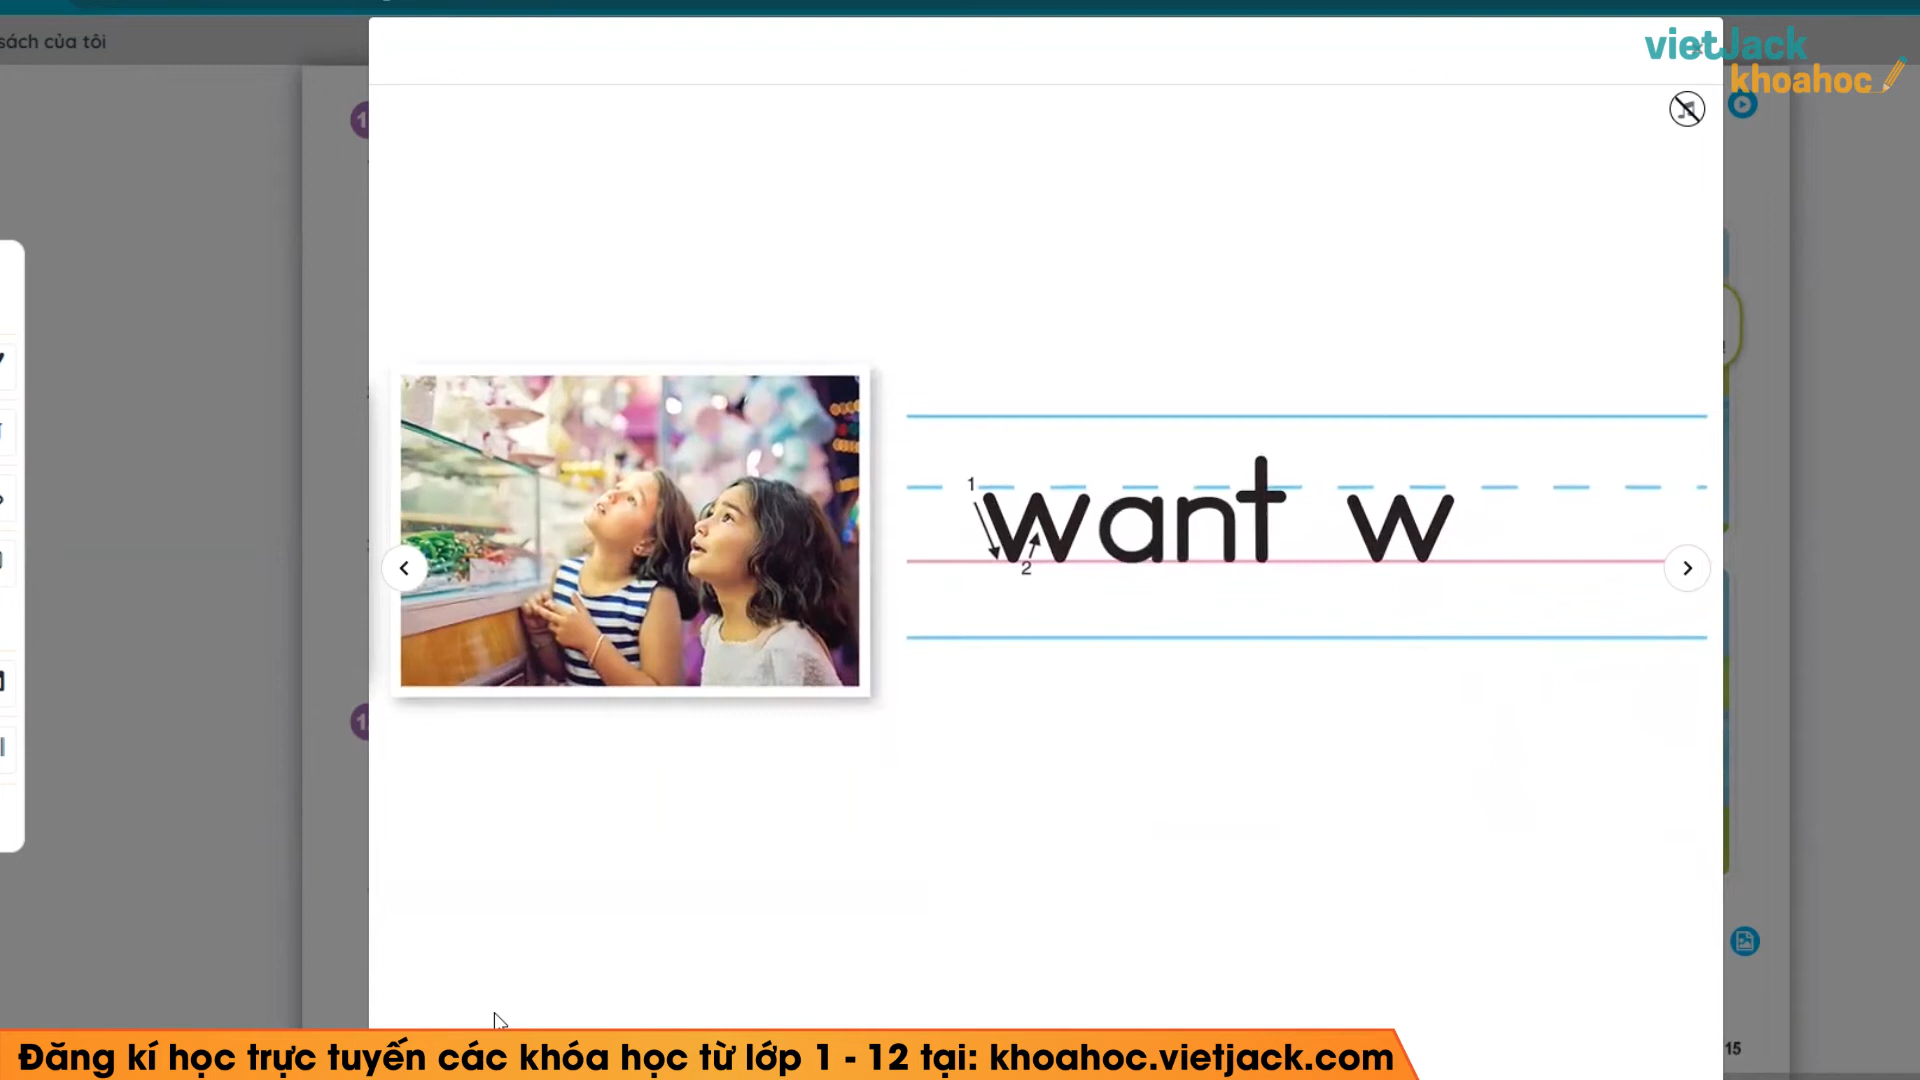 sách của tôi
vietJack
khoahoc
1
want w
2
15
Đăng kí học trực tuyến các khóa học từ lớp 1 - 12 tại: khoahoc.vietjack.com